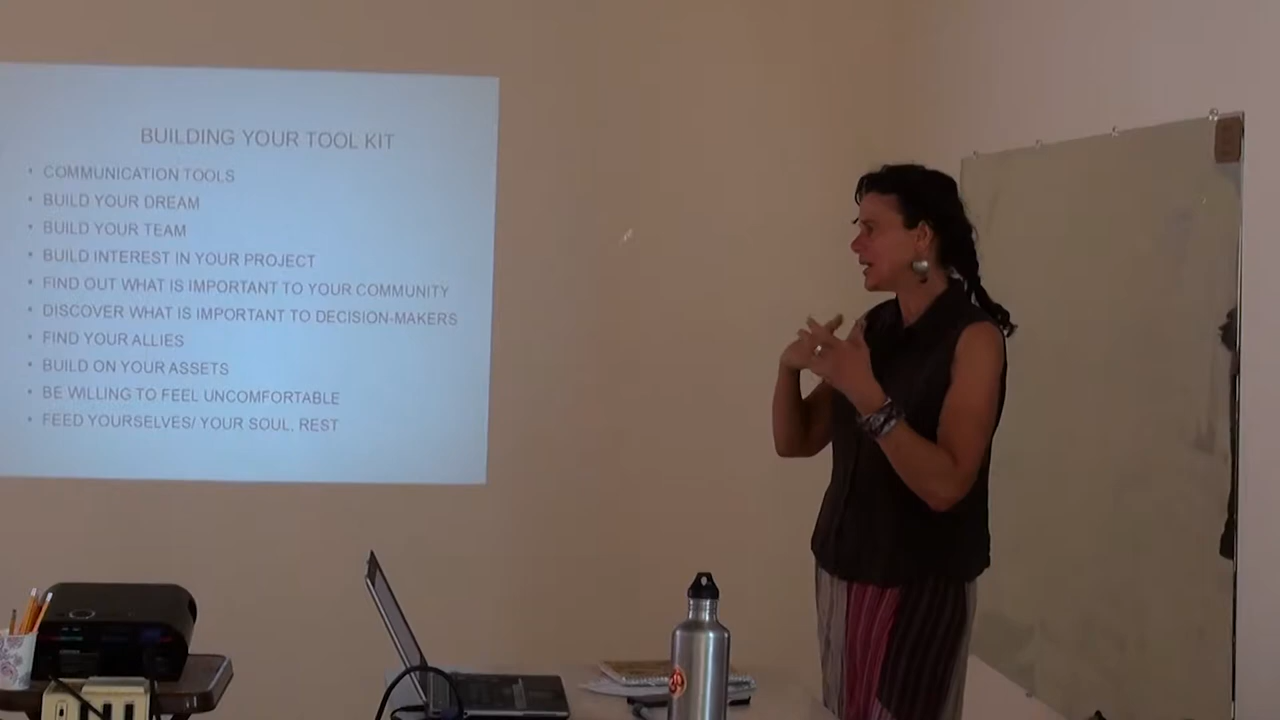 BUILDING YOUR TOOL KIT
• COMMUNICATION TOOLS
• BUILD YOUR DREAM
• BUILD YOUR TEAM
• BUILD INTEREST IN YOUR PROJECT
• FIND OUT WHAT IS IMPORTANT TO YOUR COMMUNITY
• DISCOVER WHAT IS IMPORTANT TO DECISION-MAKERS
• FIND YOUR ALLIES
• BUILD ON YOUR ASSETS
• BE WILLING TO FEEL UNCOMFORTABLE
• FEED YOURSELVES/ YOUR SOUL. REST